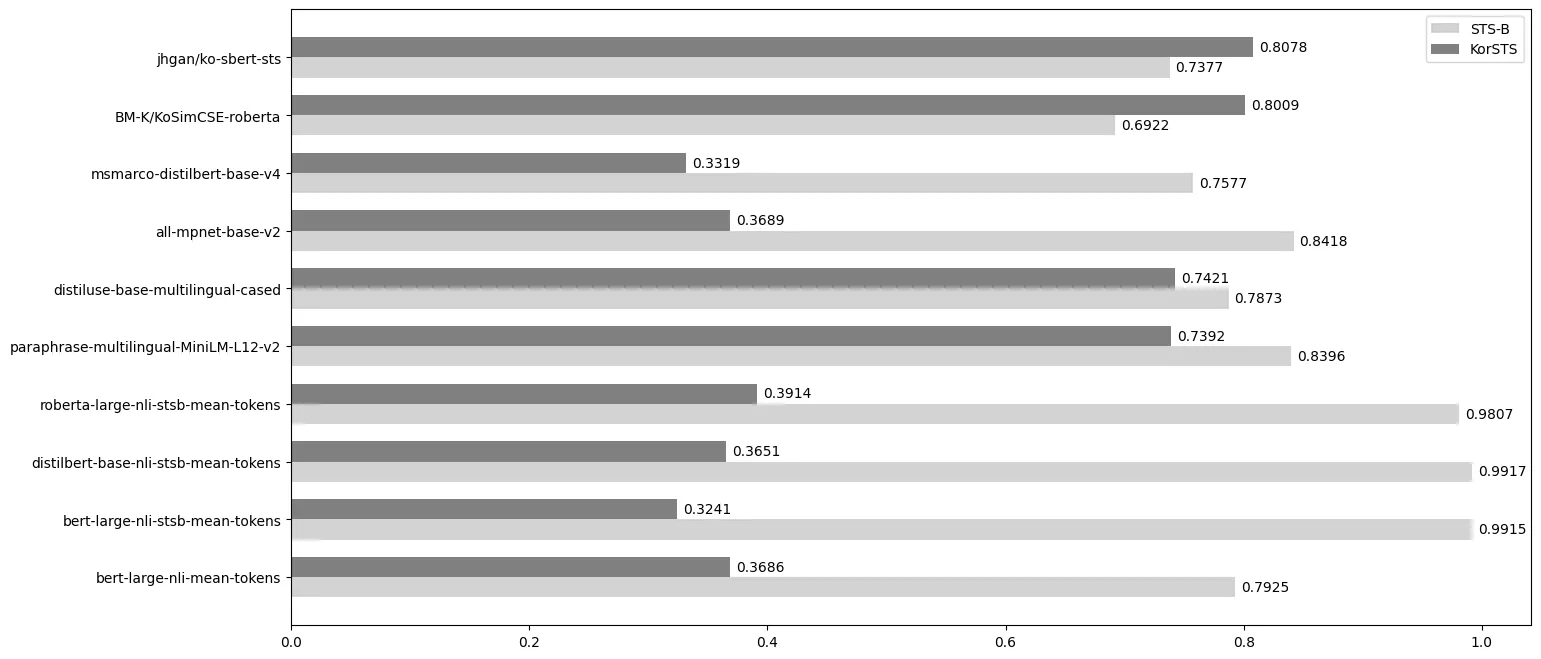 STS-B
KorSTS
jhgan/ko-sbert-sts
0.8078
0.7377
BM-K/KoSimCSE-roberta
0.8009
0.6922
msmarco-distilbert-base-v4
0.3319
0.7577
all-mpnet-base-v2
0.3689
0.8418
distiluse-base-multilingual-cased
0.7421
0.7873
paraphrase-multilingual-MiniLM-L12-v2
0.7392
0.8396
roberta-large-nli-stsb-mean-tokens
0.3914
0.9807
distilbert-base-nli-stsb-mean-tokens
0.3651
0.9917
bert-large-nli-stsb-mean-tokens
0.3241
0.9915
bert-large-nli-mean-tokens
0.3686
0.7925
0.0 0.2 0.4 0.6 0.8 1.0